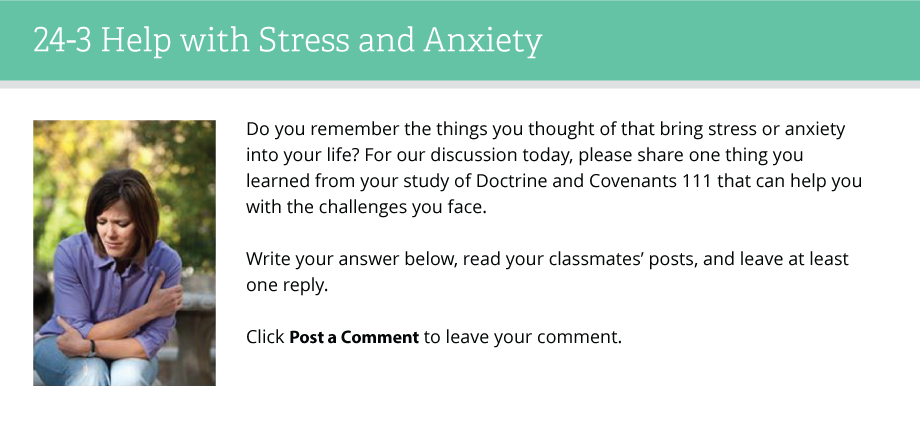 24-3 Help with Stress and Anxiety
Do you remember the things you thought of that bring stress or anxiety
into your life? For our discussion today, please share one thing you
learned from your study of Doctrine and Covenants 111 that can help you
with the challenges you face.
Write your answer below, read your classmates’ posts, and leave at least
one reply.
Click Post a Comment to leave your comment.